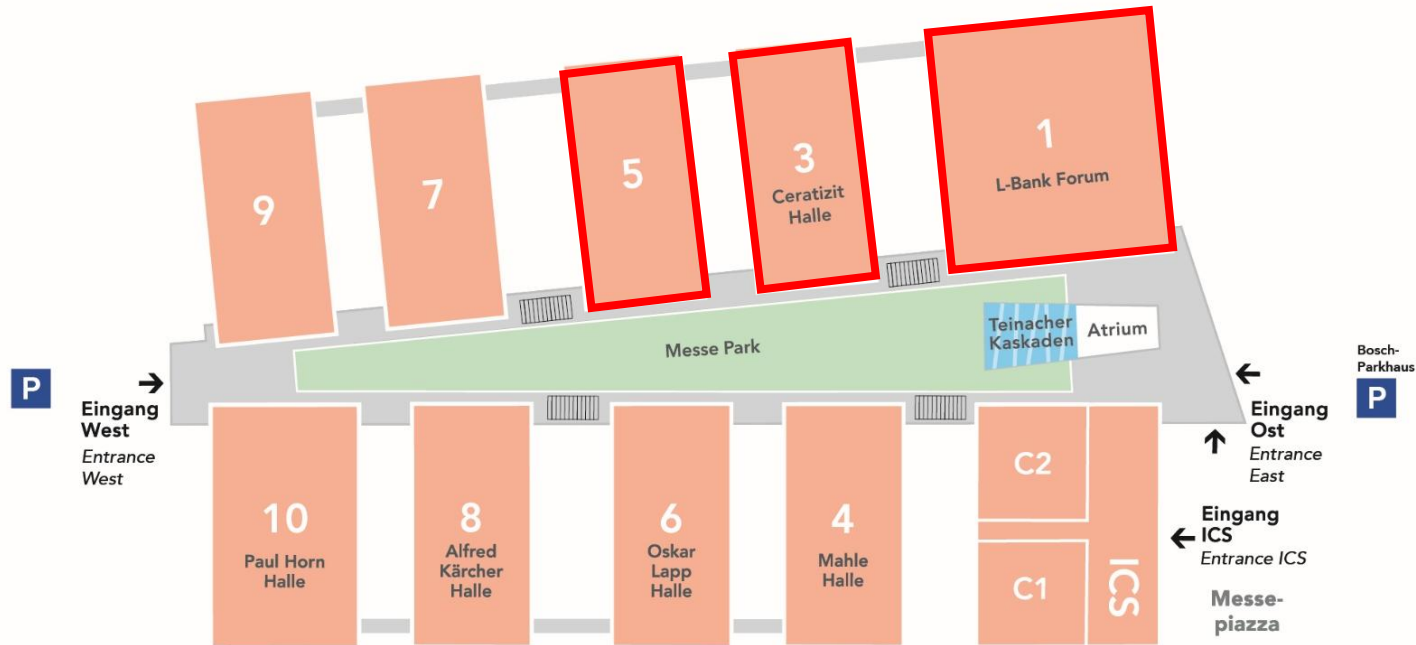 1
L-Bank Forum
3
Ceratizit
Halle
5
7
9
Messe Park
Teinacher
Kaskaden
Atrium
P
Eingang
West
Entrance
West
Bosch-
Parkhaus
P
Eingang
Ost
Entrance
East
10
Paul Horn
Halle
8
Alfred
Kärcher
Halle
6
Oskar
Lapp
Halle
4
Mahle
Halle
C2
C1
ICS
Eingang
ICS
Entrance ICS
Messe-
piazza